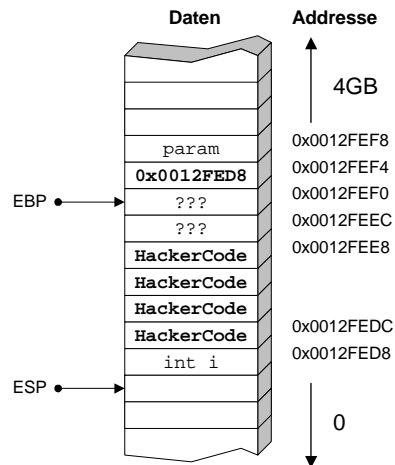 Daten Addresse
4GB
param 0x0012FEF8
0x0012FED8 0x0012FEF4
EBP ??? 0x0012FEF0
??? 0x0012FEEC
HackerCode 0x0012FEE8
HackerCode
HackerCode
HackerCode 0x0012FEDC
int i 0x0012FED8
ESP
0